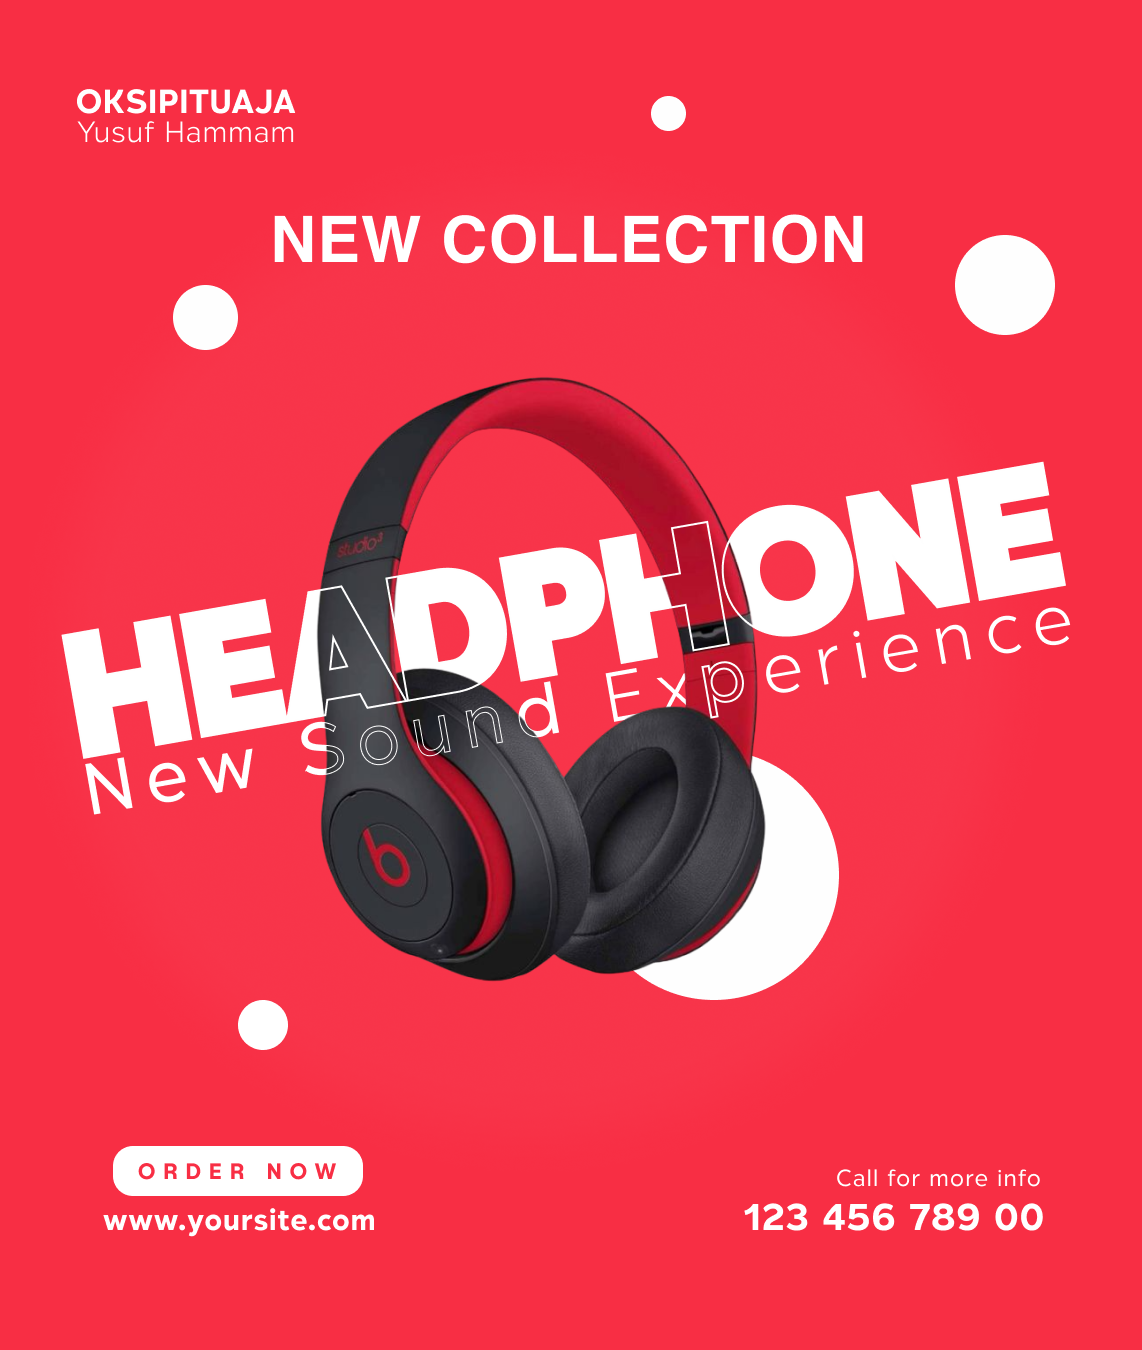 OKSIPITUAJA
Yusuf Hammam
NEW COLLECTION
studio3
HEADPHONE
New Sound Experience
b
ORDER NOW
www.yoursite.com
Call for more info
123 456 789 00